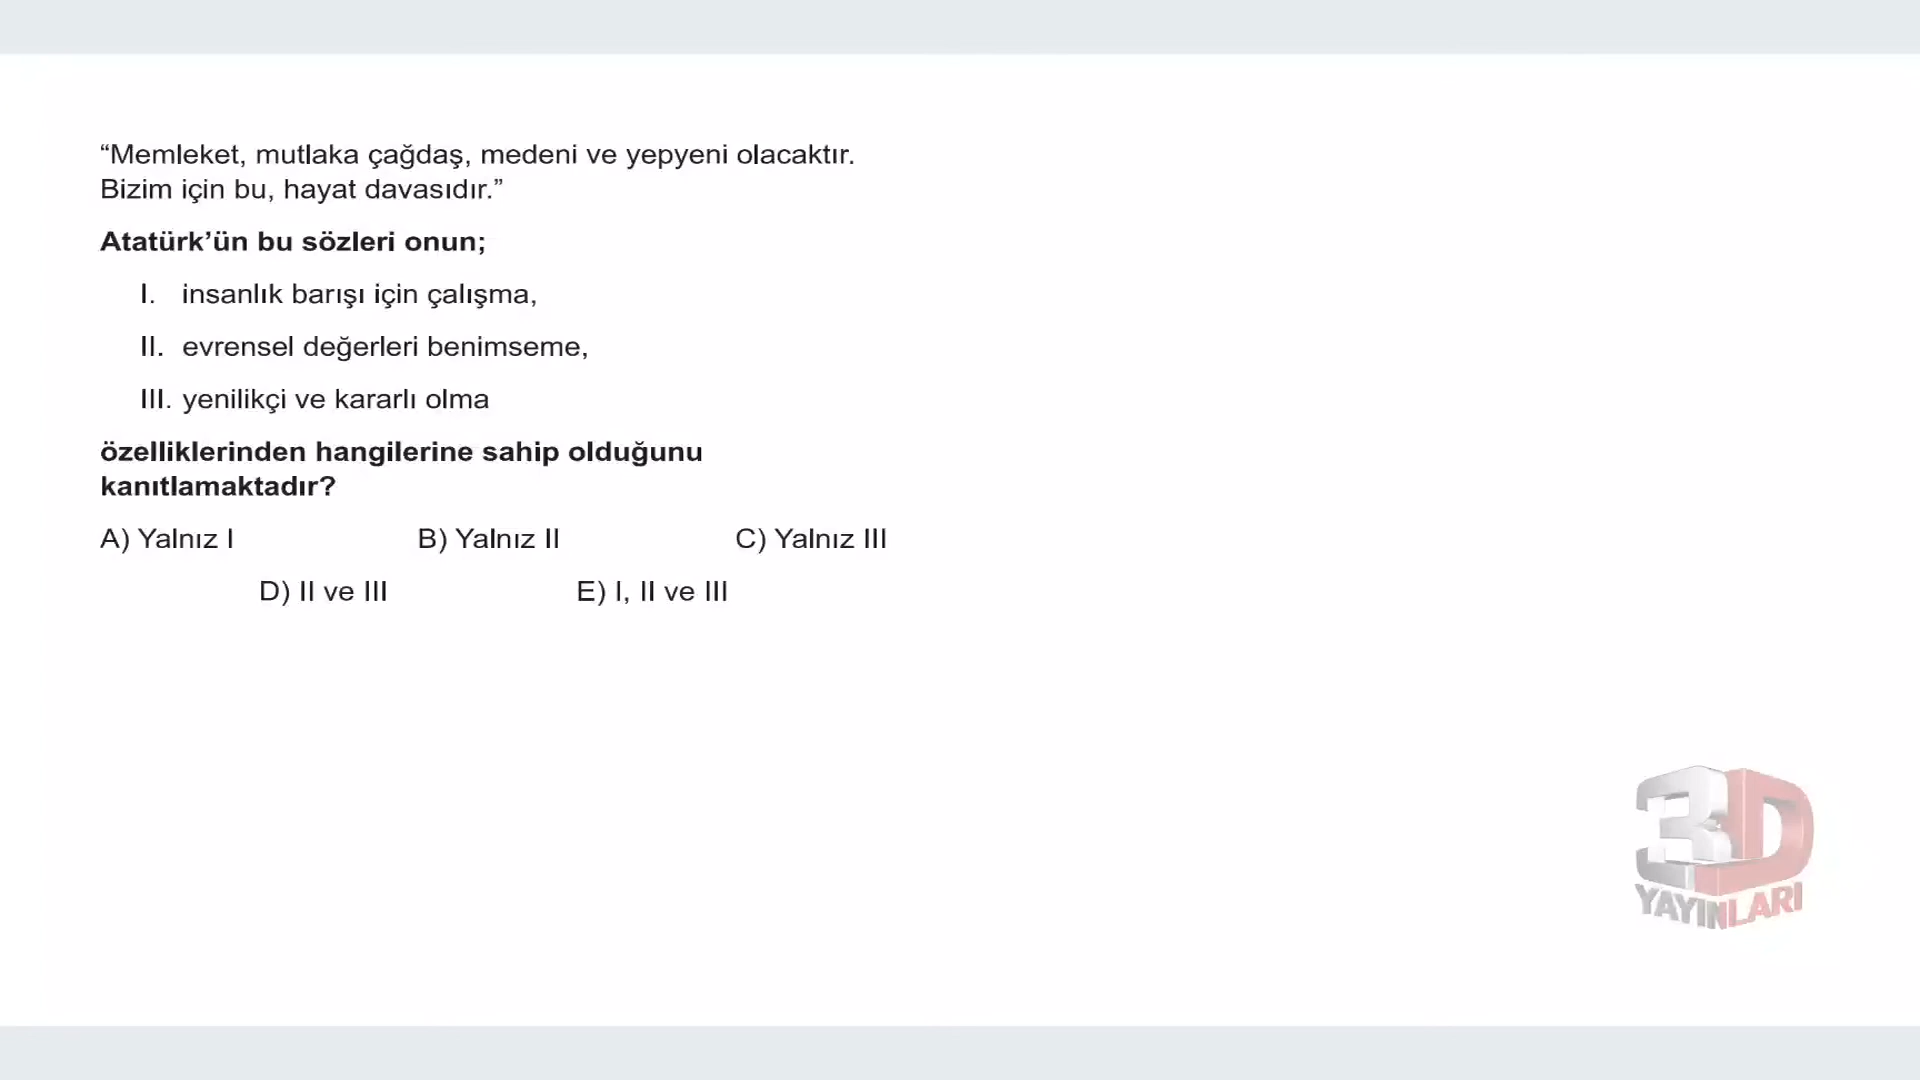 “Memleket, mutlaka çağdaş, medeni ve yepyeni olacaktır.
Bizim için bu, hayat davasıdır.”
Atatürk’ün bu sözleri onun;
I. insanlık barışı için çalışma,
II. evrensel değerleri benimseme,
III. yenilikçi ve kararlı olma
özelliklerinden hangilerine sahip olduğunu
kanıtlamaktadır?
A) Yalnız I B) Yalnız II C) Yalnız III
D) II ve III E) I, II ve III
3D
YAYINLARI